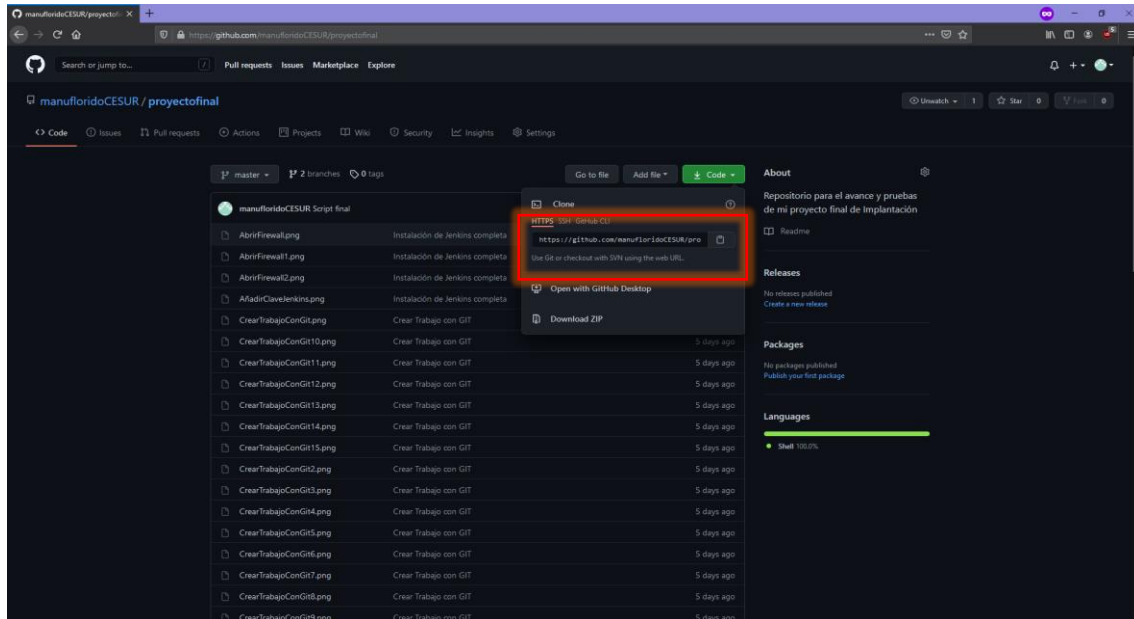 manufloridoCESUR/proyectofi
https://github.com/manufloridoCESUR/proyectofinal
Search or jump to...
/
Pull requests Issues Marketplace Explore
manufloridoCESUR / proyectofinal
Unwatch 1 Star 0 Fork 0
Code Issues Pull requests Actions Projects Wiki Security Insights Settings
master 2 branches 0 tags Go to file Add file Code
About
Repositorio para el avance y pruebas
de mi proyecto final de Implantación
Readme
Releases
No releases published
Create a new release
Packages
No packages published
Publish your first package
Languages
Shell 100.0%
Clone
HTTPS SSH GitHub CLI
https://github.com/manufloridoCESUR/pro
Use Git or checkout with SVN using the web URL.
Open with GitHub Desktop
Download ZIP
manufloridoCESUR Script final
AbrirFirewall.png Instalación de Jenkins completa
AbrirFirewall1.png Instalación de Jenkins completa
AbrirFirewall2.png Instalación de Jenkins completa
AñadirClaveJenkins.png Instalación de Jenkins completa
CrearTrabajoConGit.png Crear Trabajo con GIT
CrearTrabajoConGit10.png Crear Trabajo con GIT 5 days ago
CrearTrabajoConGit11.png Crear Trabajo con GIT 5 days ago
CrearTrabajoConGit12.png Crear Trabajo con GIT 5 days ago
CrearTrabajoConGit13.png Crear Trabajo con GIT 5 days ago
CrearTrabajoConGit14.png Crear Trabajo con GIT 5 days ago
CrearTrabajoConGit15.png Crear Trabajo con GIT 5 days ago
CrearTrabajoConGit2.png Crear Trabajo con GIT 5 days ago
CrearTrabajoConGit3.png Crear Trabajo con GIT 5 days ago
CrearTrabajoConGit4.png Crear Trabajo con GIT 5 days ago
CrearTrabajoConGit5.png Crear Trabajo con GIT 5 days ago
CrearTrabajoConGit6.png Crear Trabajo con GIT 5 days ago
CrearTrabajoConGit7.png Crear Trabajo con GIT 5 days ago
CrearTrabajoConGit8.png Crear Trabajo con GIT 5 days ago
CrearTrabajoConGit9.png Crear Trabajo con GIT 5 days ago